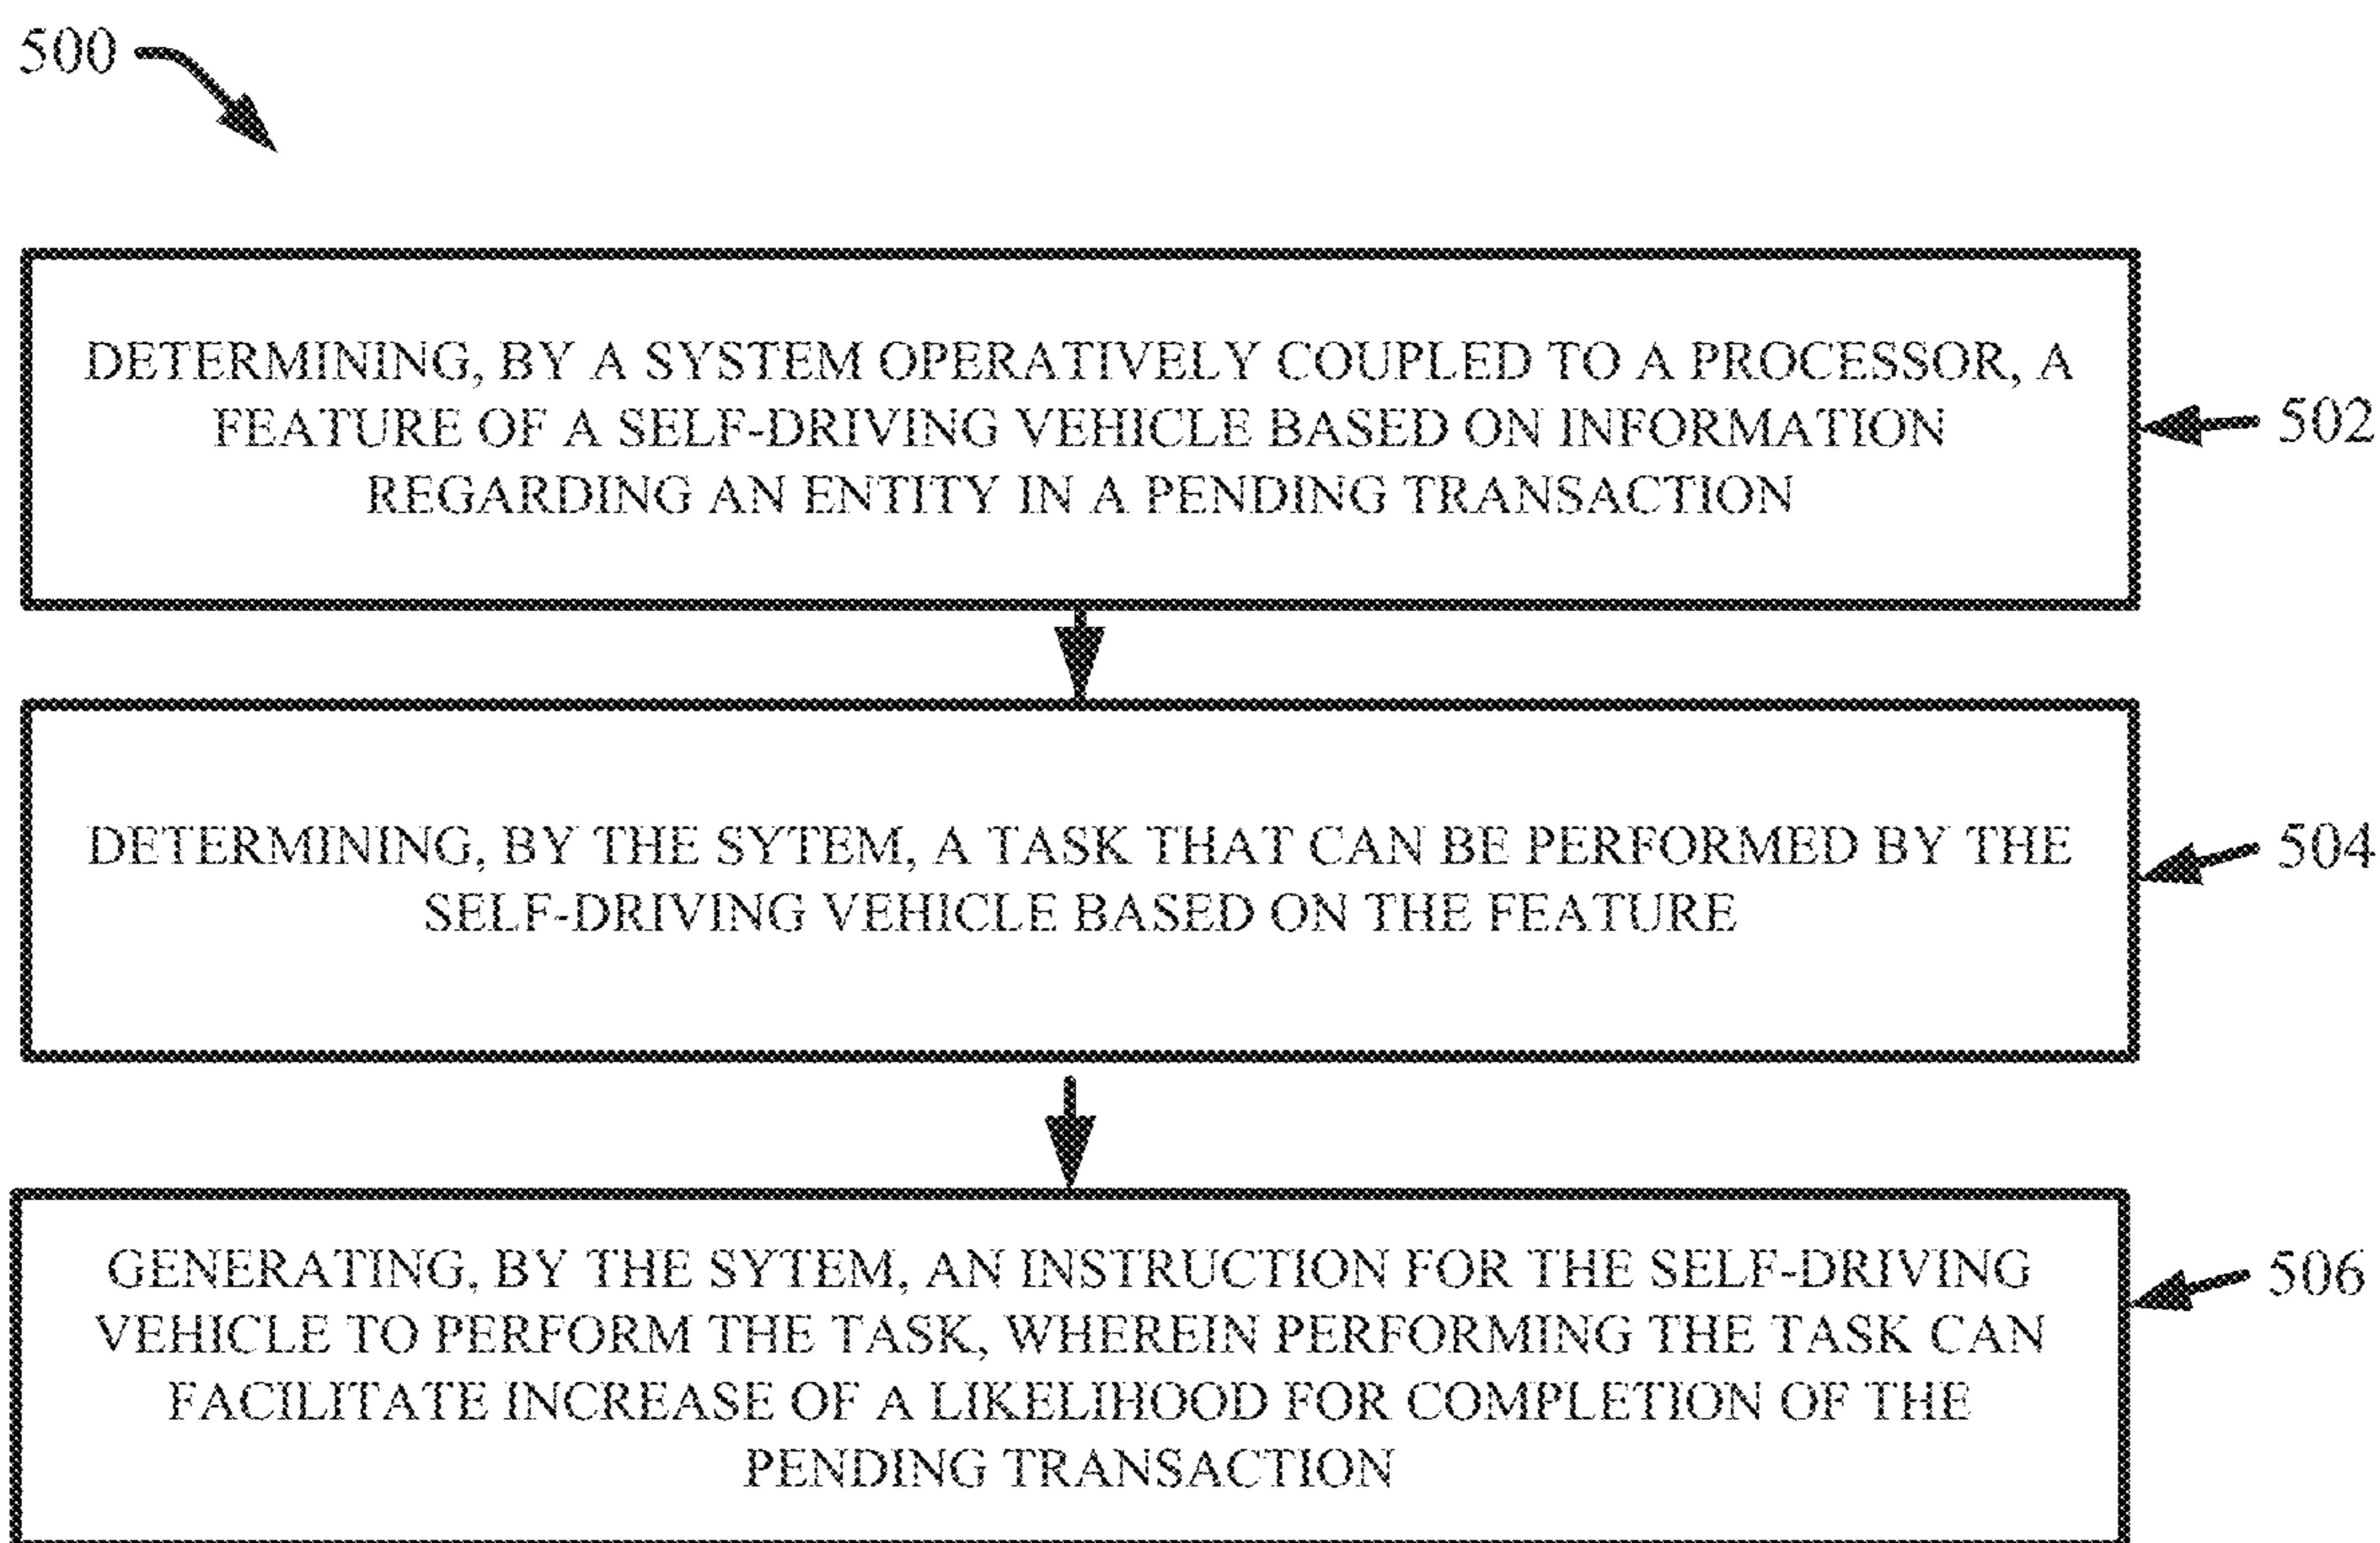 500
DETERMINING, BY A SYSTEM OPERATIVELY COUPLED TO A PROCESSOR, A
FEATURE OF A SELF-DRIVING VEHICLE BASED ON INFORMATION
REGARDING AN ENTITY IN A PENDING TRANSACTION
502
DETERMINING, BY THE SYTEM, A TASK THAT CAN BE PERFORMED BY THE
SELF-DRIVING VEHICLE BASED ON THE FEATURE
504
GENERATING, BY THE SYTEM, AN INSTRUCTION FOR THE SELF-DRIVING
VEHICLE TO PERFORM THE TASK, WHEREIN PERFORMING THE TASK CAN
FACILITATE INCREASE OF A LIKELIHOOD FOR COMPLETION OF THE
PENDING TRANSACTION
506